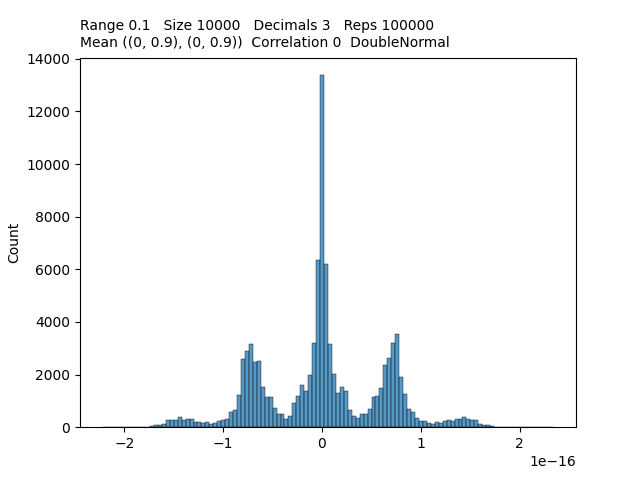 Range 0.1   Size 10000   Decimals 3   Reps 100000
Mean ((0, 0.9), (0, 0.9))  Correlation 0  DoubleNormal
14000
12000
10000
8000
6000
4000
2000
0
Count
−2 −1 0 1 2
1e−16